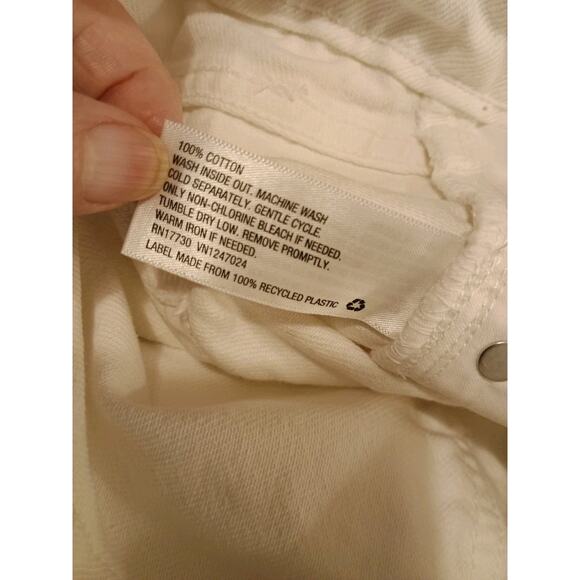 100% COTTON
WASH INSIDE OUT. MACHINE WASH
COLD SEPARATELY. GENTLE CYCLE.
ONLY NON-CHLORINE BLEACH IF NEEDED.
TUMBLE DRY LOW. REMOVE PROMPTLY.
WARM IRON IF NEEDED.
RN17730 VN1247024
LABEL MADE FROM 100% RECYCLED PLASTIC